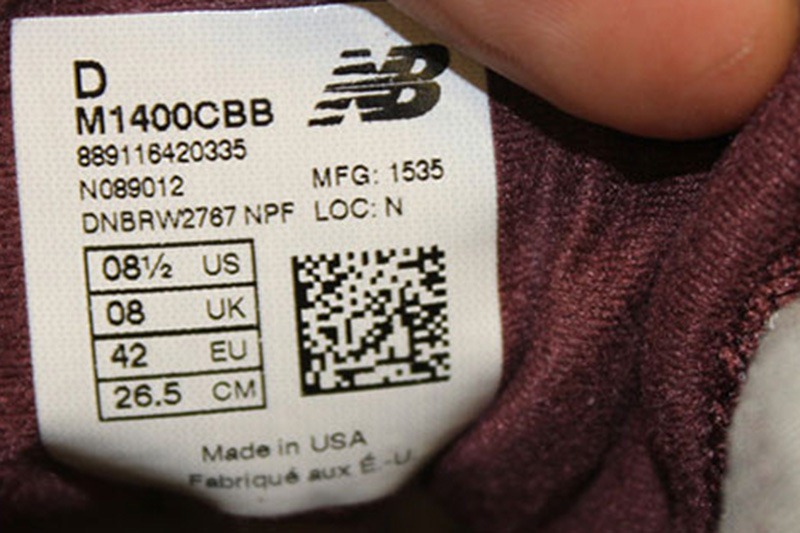 D
NB
M1400CBB
889116420335
N089012 MFG: 1535
DNBRW2767 NPF LOC: N
08½ US
08 UK
42 EU
26.5 CM
Made in USA
Fabriqué aux É.-U.